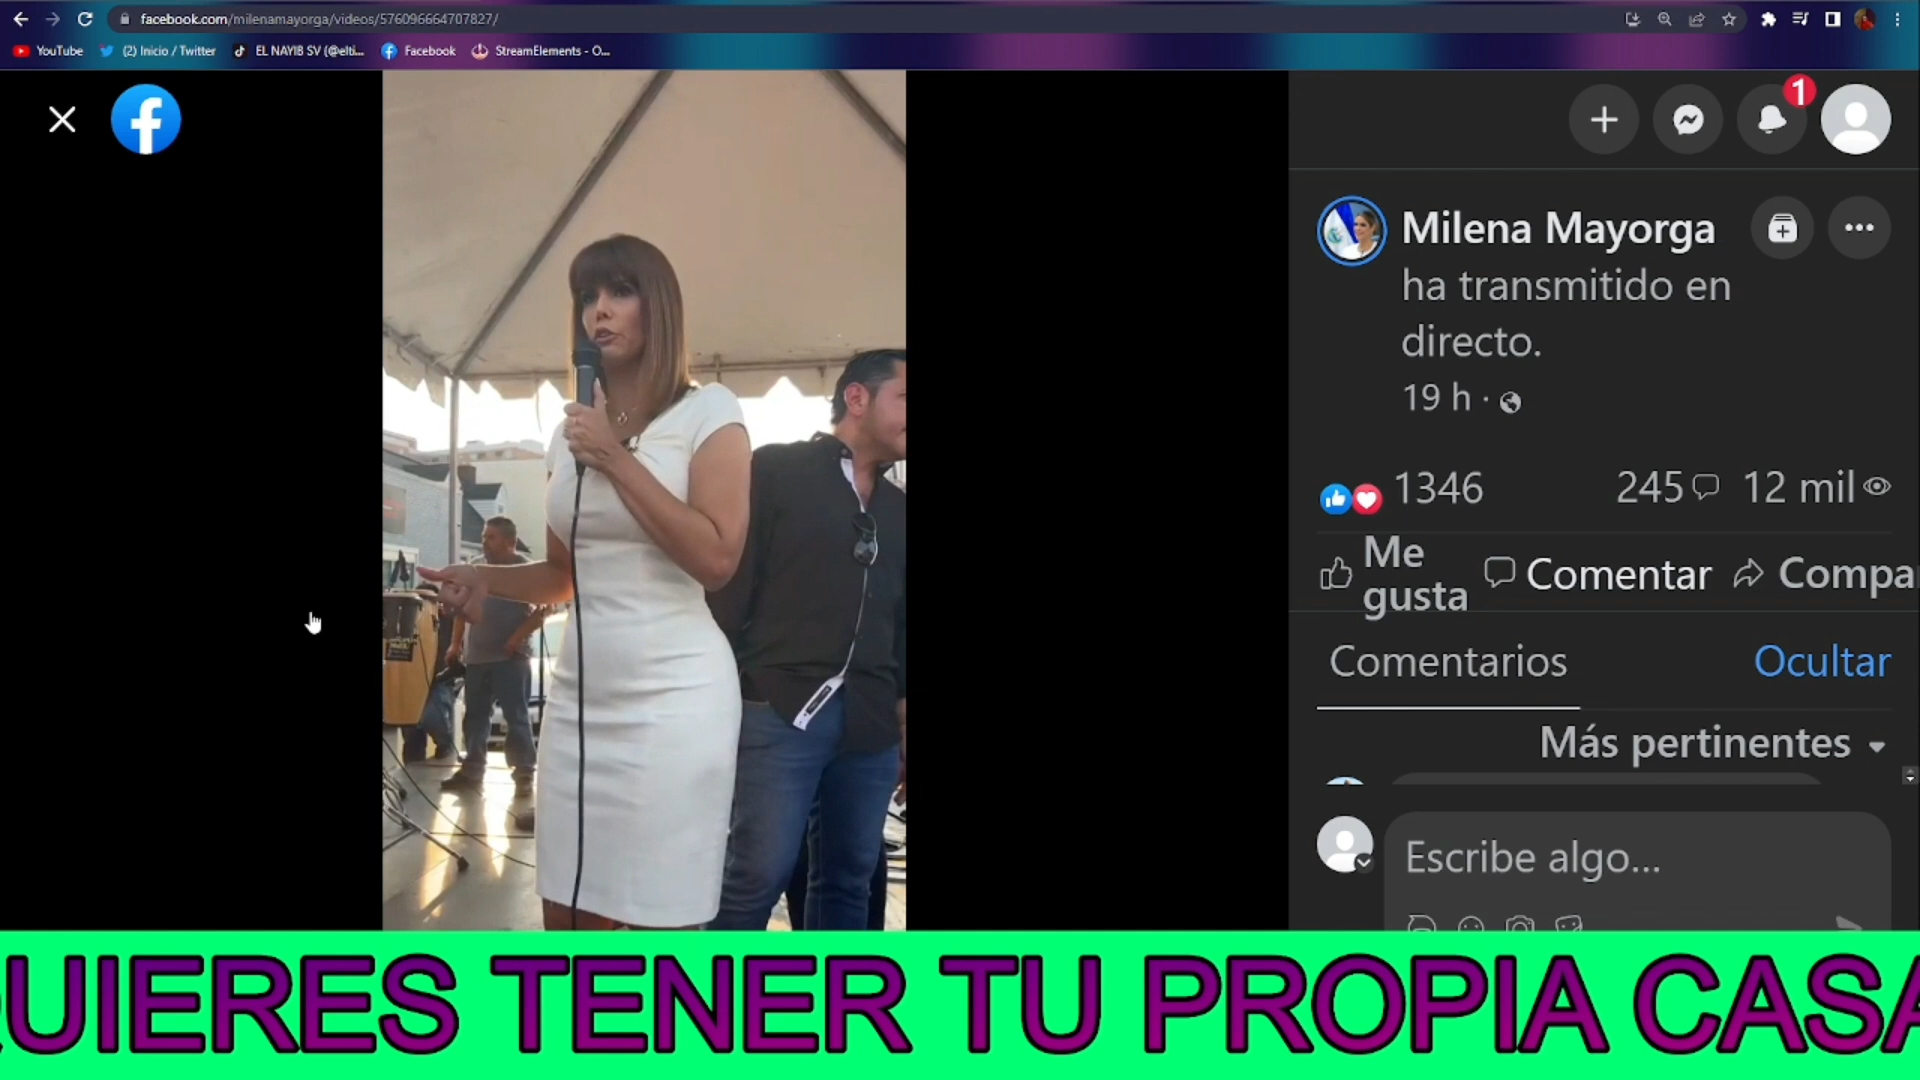 facebook.com/milenamayorga/videos/576096664707827/
YouTube
(2) Inicio / Twitter
EL NAYIB SV (@elti...
Facebook
StreamElements - O...
1
Milena Mayorga
ha transmitido en
directo.
19 h ·
1346
245
12 mil
Me
gusta
Comentar
Compa
Comentarios
Ocultar
Más pertinentes
Escribe algo...
QUIERES TENER TU PROPIA CASA